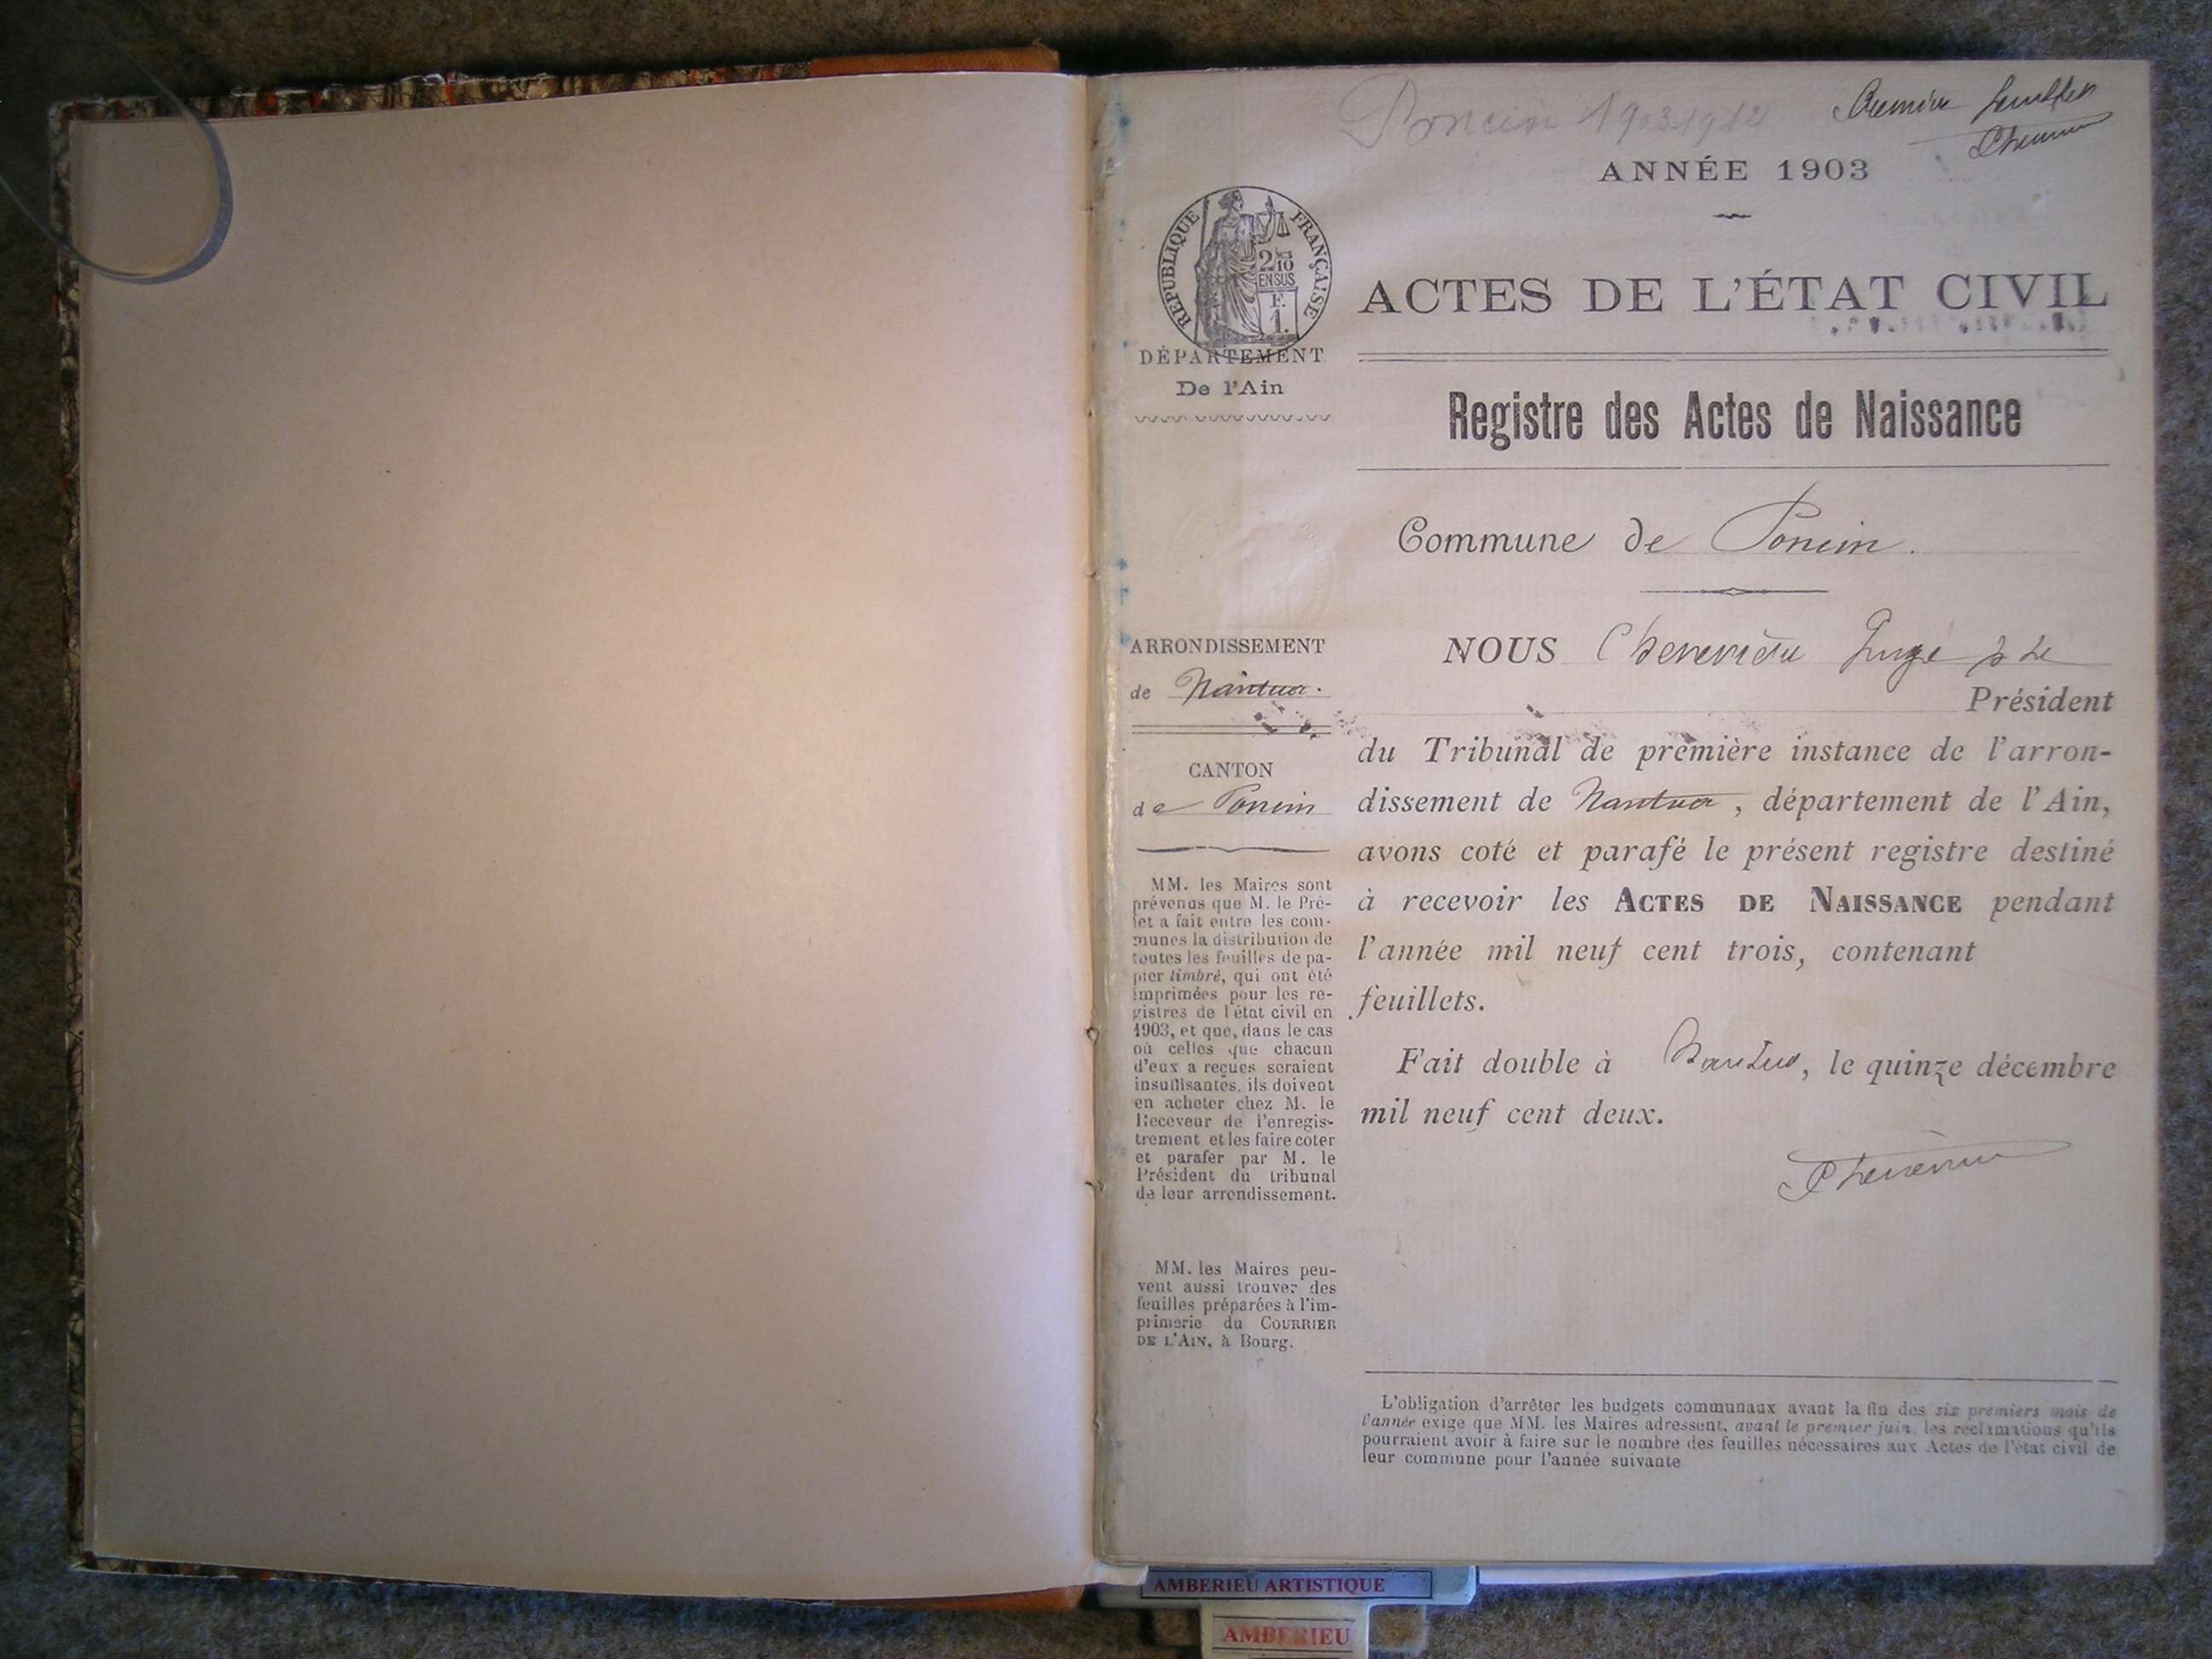 Poncin 1903-1912
Première feuillet
ANNÉE 1903
RÉPUBLIQUE FRANÇAISE
2/10
EN SUS
F.
1.
ACTES DE L'ÉTAT CIVIL
DÉPARTEMENT
De l'Ain
Registre des Actes de Naissance
Commune de Poncin.
ARRONDISSEMENT
de Nantua.
CANTON
de Poncin
MM. les Maires sont
prévenus que M. le Pré-
fet a fait entre les com-
munes la distribution de
toutes les feuilles de pa-
pier timbré, qui ont été
imprimées pour les re-
gistres de l'état civil en
1903, et que, dans le cas
où celles que chacun
d'eux a reçues seraient
insuffisantes, ils doivent
en acheter chez M. le
Receveur de l'enregis-
trement et les faire coter
et parafer par M. le
Président du tribunal
de leur arrondissement.
MM. les Maires peu-
vent aussi trouver des
feuilles préparées à l'im-
primerie du COURRIER
DE L'AIN, à Bourg.
NOUS Juge
Président
du Tribunal de première instance de l'arron-
dissement de Nantua, département de l'Ain,
avons coté et parafé le présent registre destiné
à recevoir les ACTES DE NAISSANCE pendant
l'année mil neuf cent trois, contenant
feuillets.
Fait double à Nantua, le quinze décembre
mil neuf cent deux.
L'obligation d'arrêter les budgets communaux avant la fin des six premiers mois de
l'année exige que MM. les Maires adressent, avant le premier juin, les réclamations qu'ils
pourraient avoir à faire sur le nombre des feuilles nécessaires aux Actes de l'état civil de
leur commune pour l'année suivante
AMBERIEU ARTISTIQUE
AMBERIEU